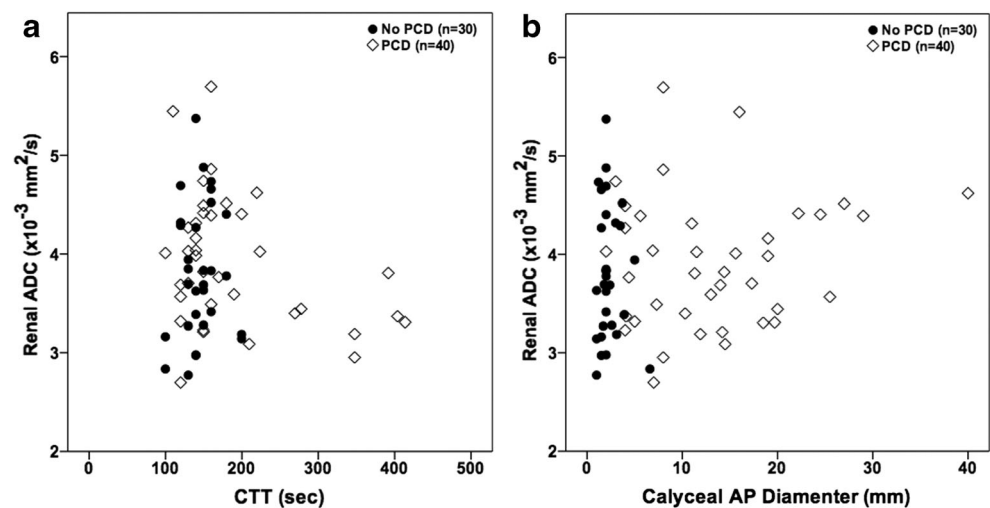 a
No PCD (n=30)
PCD (n=40)
6
5
4
3
2
Renal ADC (x10⁻³ mm²/s)
0 100 200 300 400 500
CTT (sec)
b
No PCD (n=30)
PCD (n=40)
6
5
4
3
2
Renal ADC (x10⁻³ mm²/s)
0 10 20 30 40
Calyceal AP Diamenter (mm)